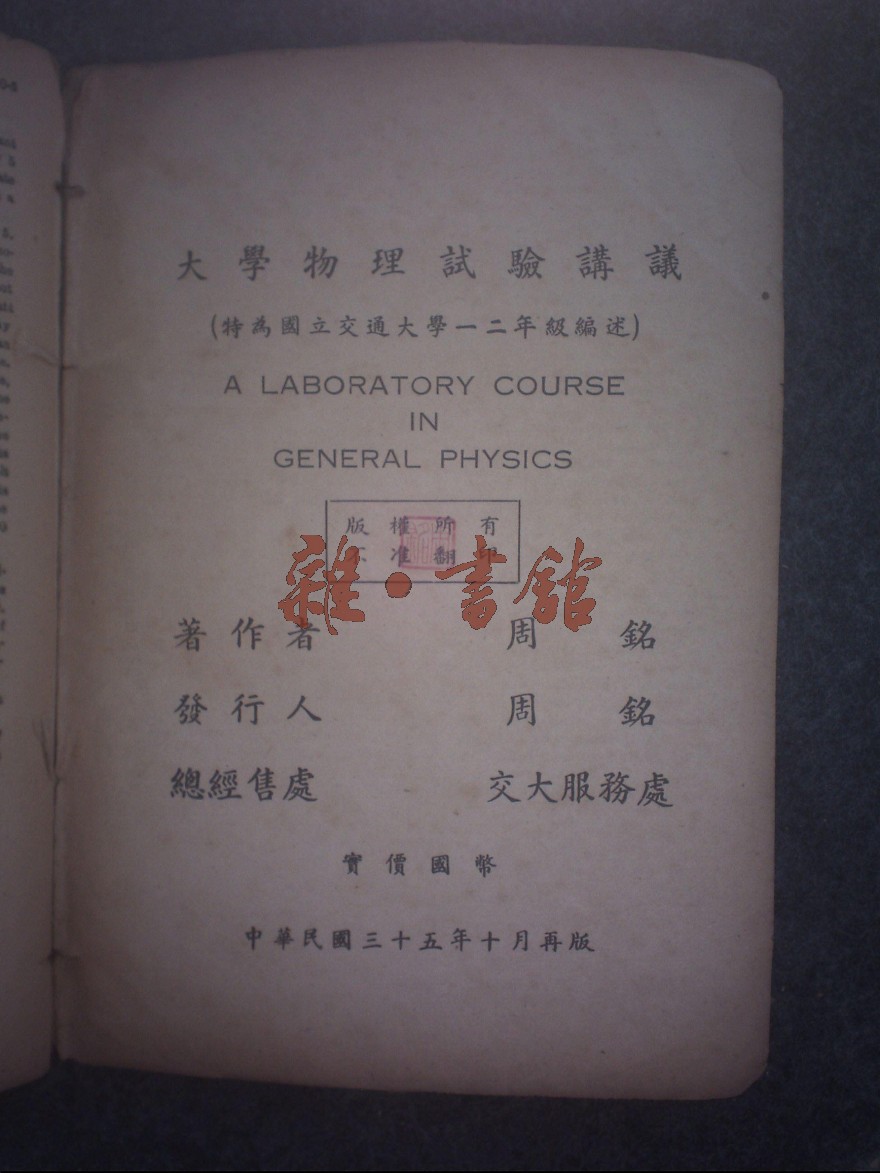 大學物理試驗講議
(特為國立交通大學一二年級編述)
A LABORATORY COURSE
IN
GENERAL PHYSICS
版權所有
不准翻印
雜·書館
著作者 周銘
發行人 周銘
總經售處 交大服務處
實價國幣
中華民國三十五年十月再版